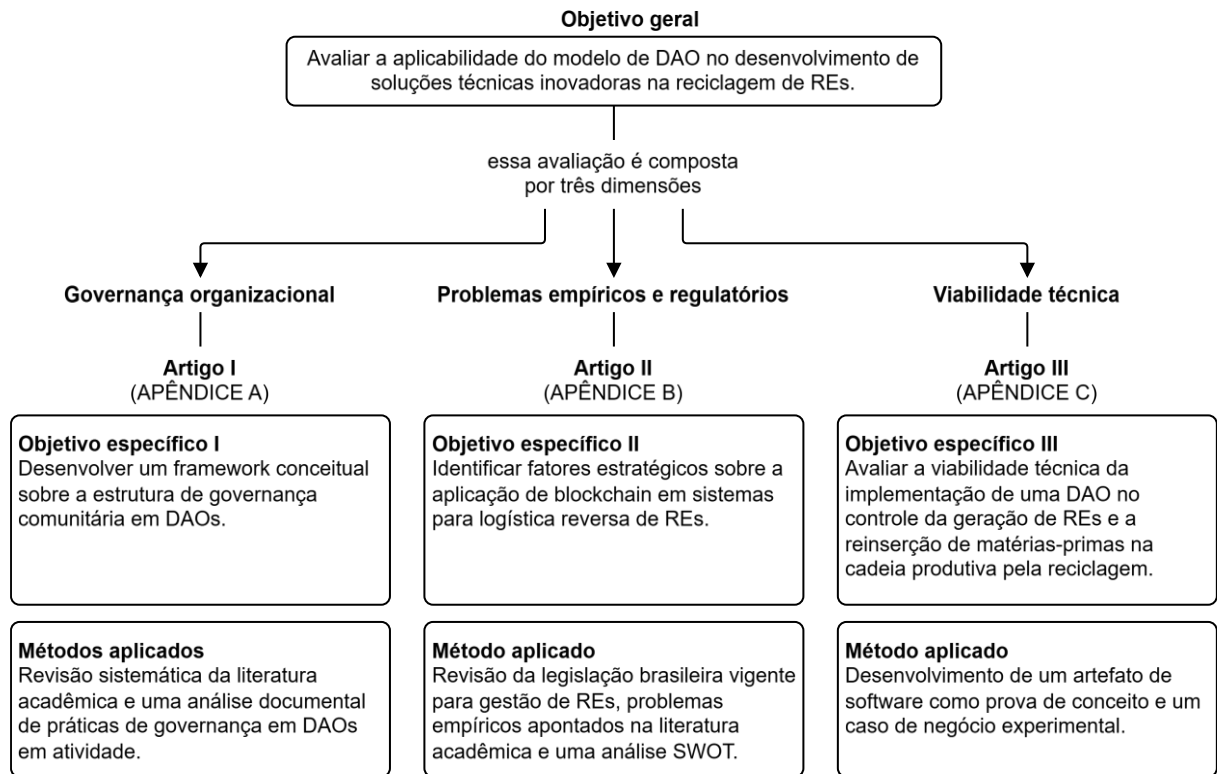 Objetivo geral
Avaliar a aplicabilidade do modelo de DAO no desenvolvimento de
soluções técnicas inovadoras na reciclagem de REs.
essa avaliação é composta
por três dimensões
Governança organizacional
Artigo I
(APÊNDICE A)
Objetivo específico I
Desenvolver um framework conceitual
sobre a estrutura de governança
comunitária em DAOs.
Métodos aplicados
Revisão sistemática da literatura
acadêmica e uma análise documental
de práticas de governança em DAOs
em atividade.
Problemas empíricos e regulatórios
Artigo II
(APÊNDICE B)
Objetivo específico II
Identificar fatores estratégicos sobre a
aplicação de blockchain em sistemas
para logística reversa de REs.
Método aplicado
Revisão da legislação brasileira vigente
para gestão de REs, problemas
empíricos apontados na literatura
acadêmica e uma análise SWOT.
Viabilidade técnica
Artigo III
(APÊNDICE C)
Objetivo específico III
Avaliar a viabilidade técnica da
implementação de uma DAO no
controle da geração de REs e a
reinserção de matérias-primas na
cadeia produtiva pela reciclagem.
Método aplicado
Desenvolvimento de um artefato de
software como prova de conceito e um
caso de negócio experimental.